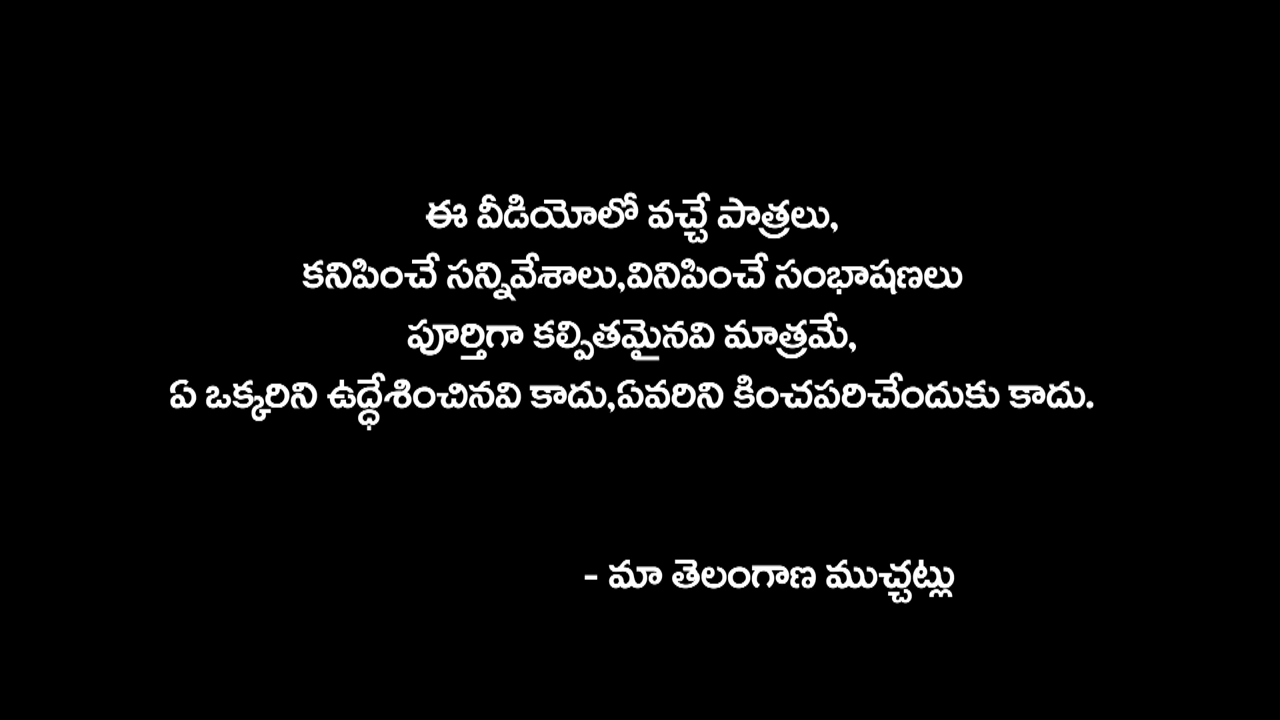 ఈ వీడియోలో వచ్చే పాత్రలు,
కనిపించే సన్నివేశాలు,వినిపించే సంభాషణలు
పూర్తిగా కల్పితమైనవి మాత్రమే,
ఏ ఒక్కరిని ఉద్ధేశించినవి కాదు,ఏవరిని కించపరిచేందుకు కాదు.
- మా తెలంగాణ ముచ్చట్లు